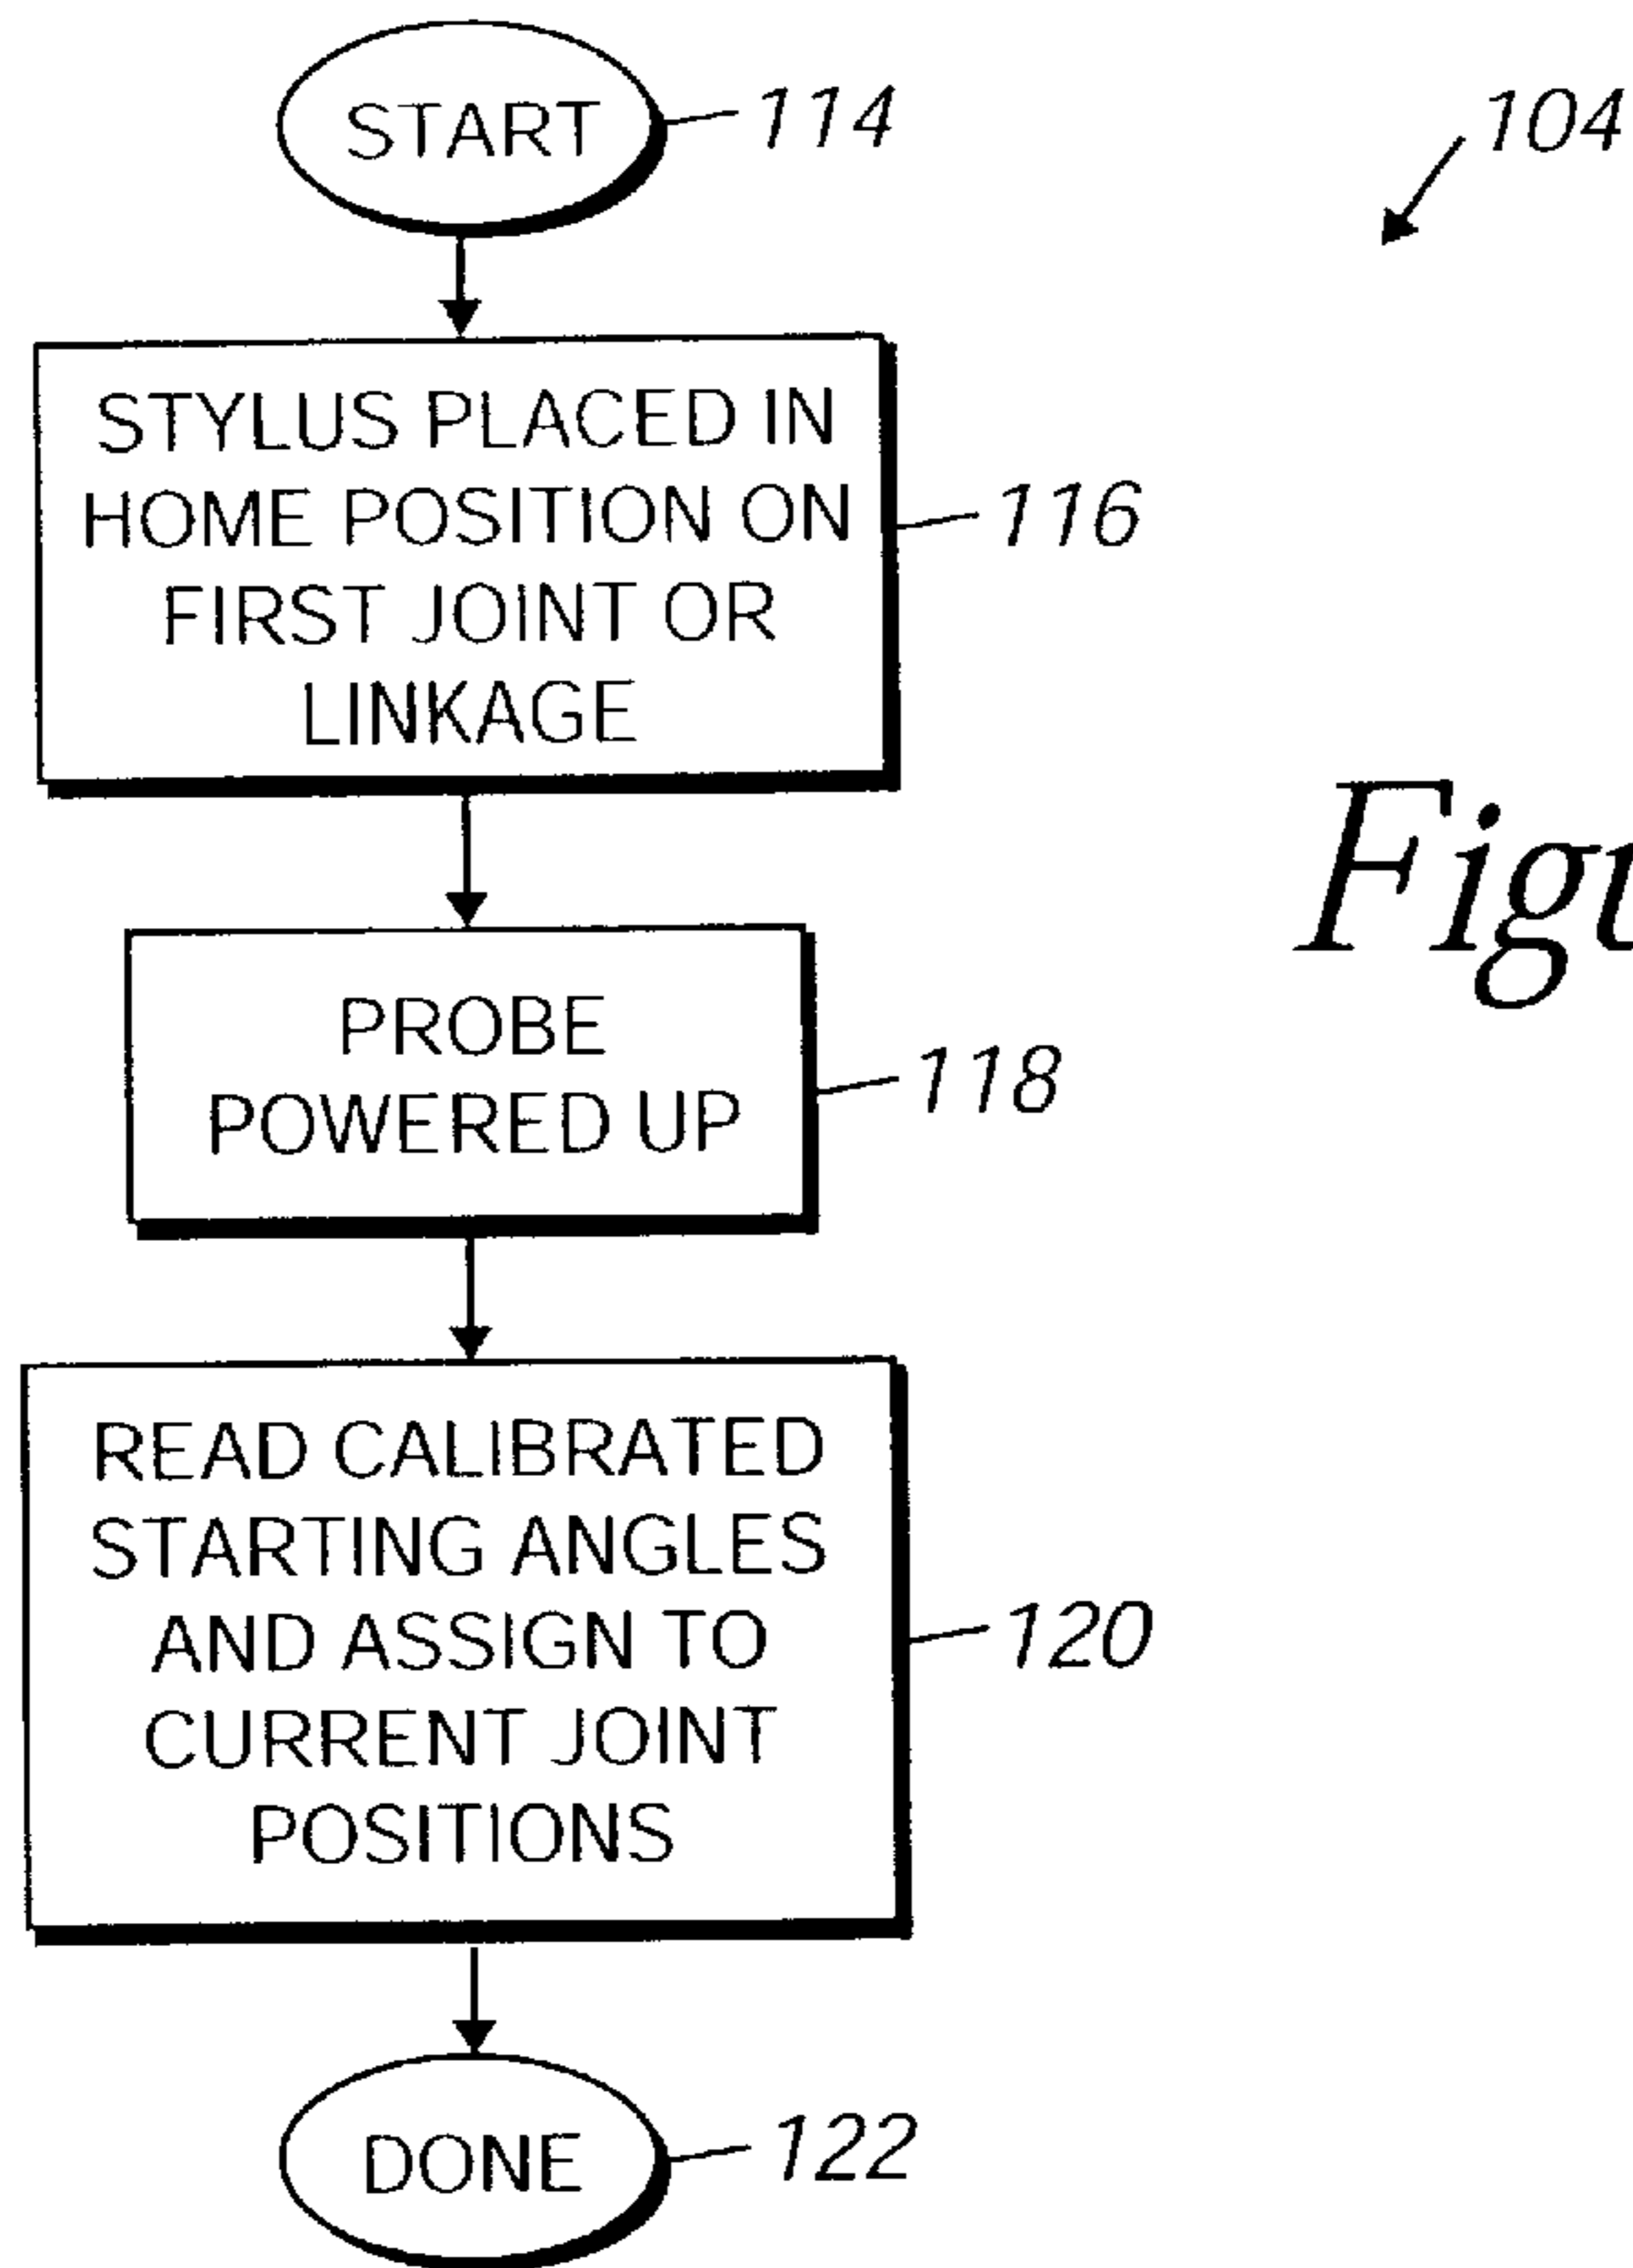 START
114
104
STYLUS PLACED IN
HOME POSITION ON
FIRST JOINT OR
LINKAGE
116
PROBE
POWERED UP
118
READ CALIBRATED
STARTING ANGLES
AND ASSIGN TO
CURRENT JOINT
POSITIONS
120
DONE
122